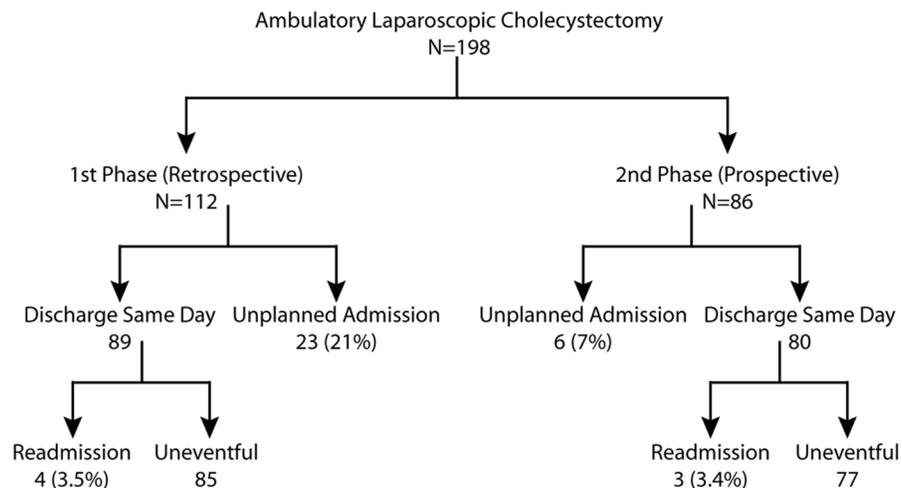 Ambulatory Laparoscopic Cholecystectomy
N=198
1st Phase (Retrospective)
N=112
2nd Phase (Prospective)
N=86
Discharge Same Day
89
Unplanned Admission
23 (21%)
Unplanned Admission
6 (7%)
Discharge Same Day
80
Readmission
4 (3.5%)
Uneventful
85
Readmission
3 (3.4%)
Uneventful
77